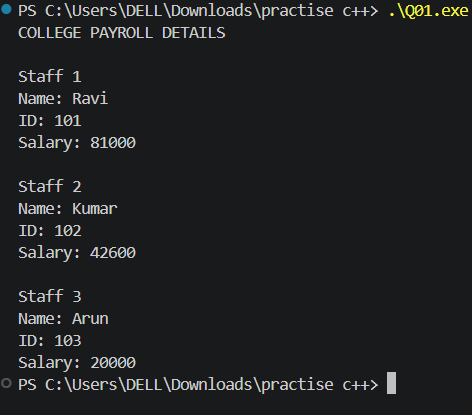 PS C:\Users\DELL\Downloads\practise c++> .\Q01.exe
COLLEGE PAYROLL DETAILS
Staff 1
Name: Ravi
ID: 101
Salary: 81000
Staff 2
Name: Kumar
ID: 102
Salary: 42600
Staff 3
Name: Arun
ID: 103
Salary: 20000
PS C:\Users\DELL\Downloads\practise c++>